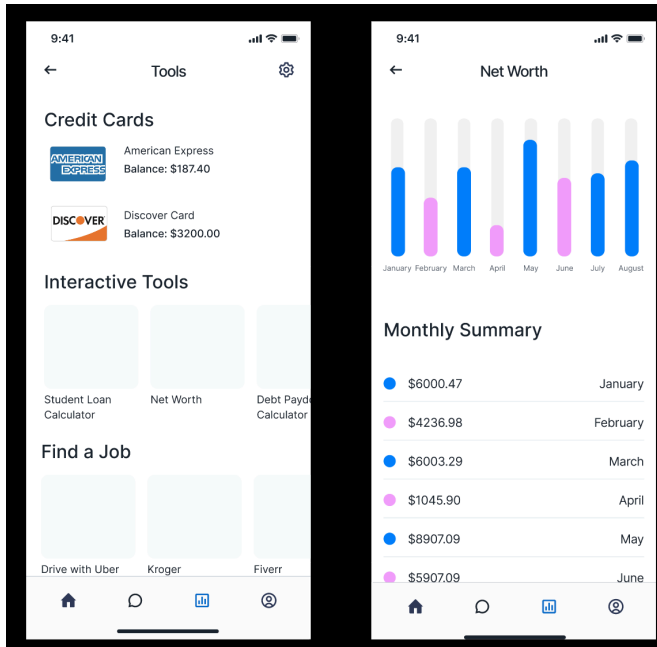 9:41
Tools
Credit Cards
AMERICAN
EXPRESS
American Express
Balance: $187.40
DISCOVER
Discover Card
Balance: $3200.00
Interactive Tools
Student Loan
Calculator
Net Worth
Debt Payd
Calculator
Find a Job
Drive with Uber
Kroger
Fiverr
9:41
Net Worth
January February March April May June July August
Monthly Summary
$6000.47 January
$4236.98 February
$6003.29 March
$1045.90 April
$8907.09 May
$5907.09 June